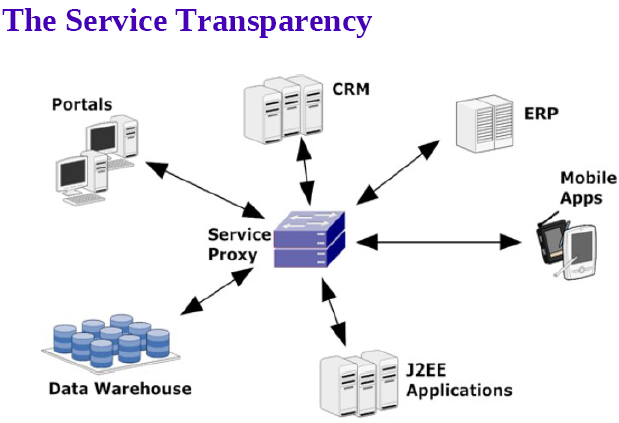 The Service Transparency
CRM
Portals
ERP
Mobile
Apps
Service
Proxy
J2EE
Applications
Data Warehouse